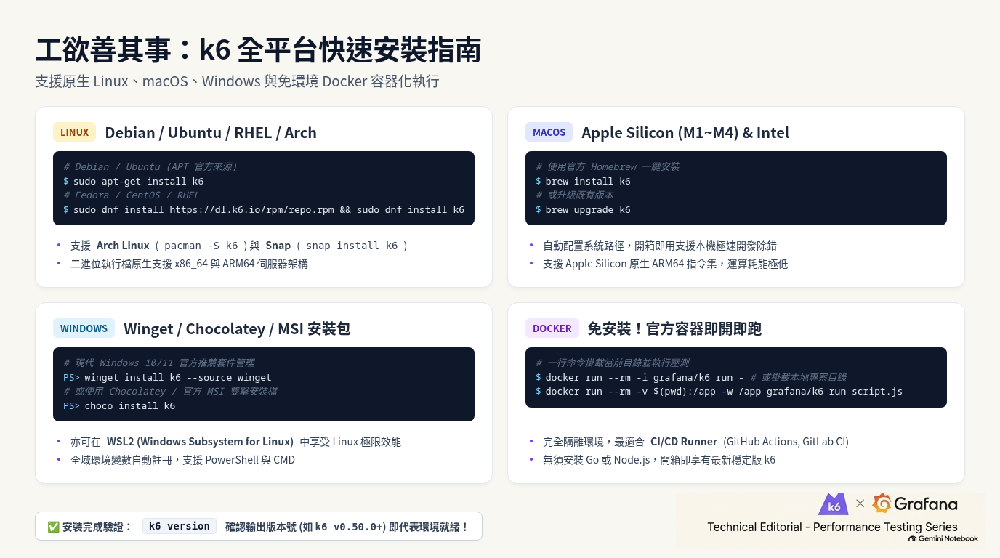 工欲善其事：k6 全平台快速安裝指南
支援原生 Linux、macOS、Windows 與免環境 Docker 容器化執行
LINUX Debian / Ubuntu / RHEL / Arch
# Debian / Ubuntu (APT 官方來源)
$ sudo apt-get install k6
# Fedora / CentOS / RHEL
$ sudo dnf install https://dl.k6.io/rpm/repo.rpm && sudo dnf install k6
• 支援 Arch Linux ( pacman -S k6 ) 與 Snap ( snap install k6 )
• 二進位執行檔原生支援 x86_64 與 ARM64 伺服器架構
MACOS Apple Silicon (M1~M4) & Intel
# 使用官方 Homebrew 一鍵安裝
$ brew install k6
# 或升級既有版本
$ brew upgrade k6
• 自動配置系統路徑，開箱即用支援本機極速開發除錯
• 支援 Apple Silicon 原生 ARM64 指令集，運算耗能極低
WINDOWS Winget / Chocolatey / MSI 安裝包
# 現代 Windows 10/11 官方推薦套件管理
PS> winget install k6 --source winget
# 或使用 Chocolatey / 官方 MSI 雙擊安裝檔
PS> choco install k6
• 亦可在 WSL2 (Windows Subsystem for Linux) 中享受 Linux 極限效能
• 全域環境變數自動註冊，支援 PowerShell 與 CMD
DOCKER 免安裝！官方容器即開即跑
# 一行命令掛載當前目錄並執行壓測
$ docker run --rm -i grafana/k6 run - # 或掛載本地專案目錄
$ docker run --rm -v $(pwd):/app -w /app grafana/k6 run script.js
• 完全隔離環境，最適合 CI/CD Runner (GitHub Actions, GitLab CI)
• 無須安裝 Go 或 Node.js，開箱即享有最新穩定版 k6
✅ 安裝完成驗證： k6 version 確認輸出版本號 (如 k6 v0.50.0+) 即代表環境就緒！
k6 × Grafana
Technical Editorial - Performance Testing Series
Gemini Notebook